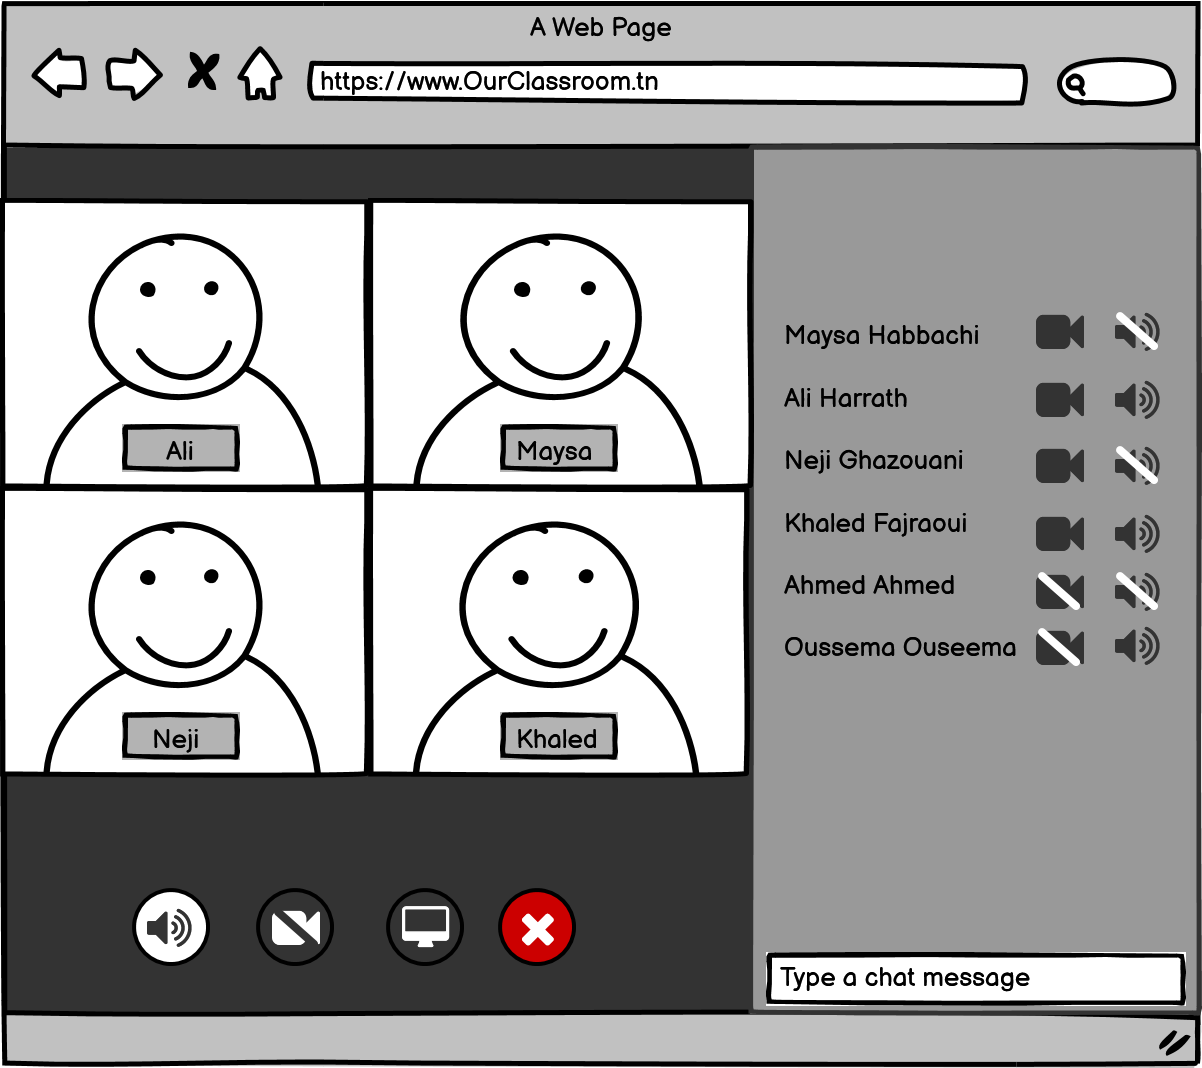 A Web Page
https://www.OurClassroom.tn
Ali
Maysa
Neji
Khaled
Maysa Habbachi
Ali Harrath
Neji Ghazouani
Khaled Fajraoui
Ahmed Ahmed
Oussema Ouseema
Type a chat message